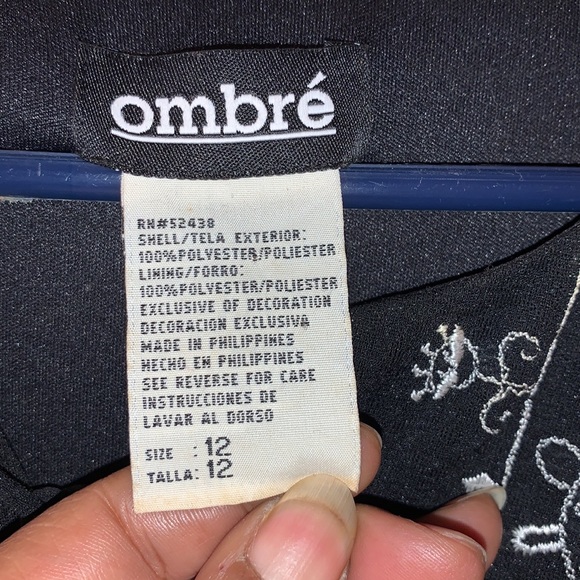 ombré
RN#52438
SHELL/TELA EXTERIOR:
100%POLYESTER/POLIESTER
LINING/FORRO:
100%POLYESTER/POLIESTER
EXCLUSIVE OF DECORATION
DECORACION EXCLUSIVA
MADE IN PHILIPPINES
HECHO EN PHILIPPINES
SEE REVERSE FOR CARE
INSTRUCCIONES DE
LAVAR AL DORSO
SIZE : 12
TALLA: 12